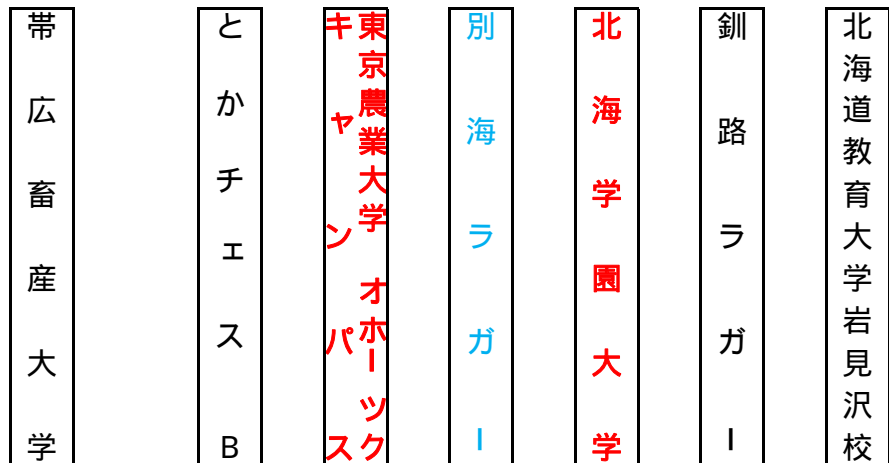 北海道教育大学岩見沢校
釧路ラガー
北海学園大学
別海ラガー
東京農業大学 オホーツク
キャンパス
とかチェスB
帯広畜産大学